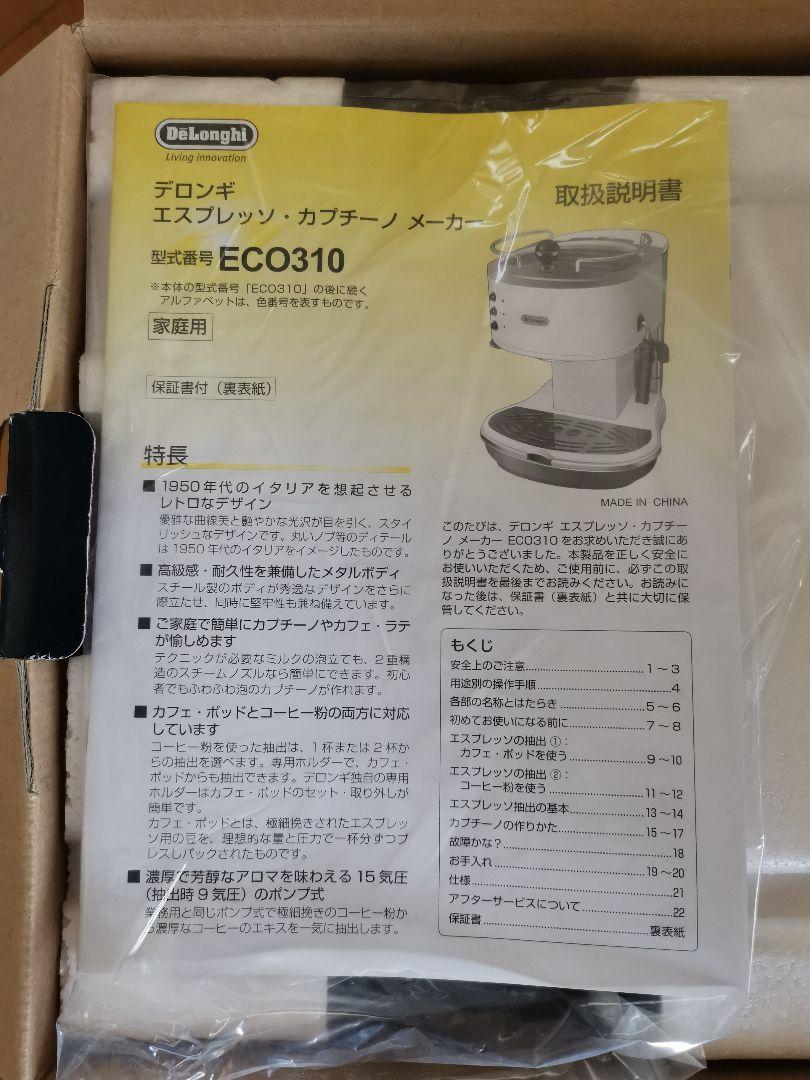 DeLonghi
Living innovation
デロンギ
エスプレッソ・カプチーノ メーカー
取扱説明書
型式番号 ECO310
※本体の型式番号「ECO310」の後に続く
アルファベットは、色番号を表すものです。
家庭用
保証書付（裏表紙）
DeLonghi
MADE IN CHINA
特長
■ 1950年代のイタリアを想起させる
レトロなデザイン
優雅な曲線美と艶やかな光沢が目を引く、スタイ
リッシュなデザインです。丸いノブ等のディテール
は1950年代のイタリアをイメージしたものです。
■ 高級感・耐久性を兼備したメタルボディ
スチール製のボディが秀逸なデザインをさらに
際立たせ、同時に堅牢性も兼ね備えています。
■ ご家庭で簡単にカプチーノやカフェ・ラテ
が愉しめます
テクニックが必要なミルクの泡立ても、2重構
造のスチームノズルなら簡単にできます。初心
者でもふわふわ泡のカプチーノが作れます。
■ カフェ・ポッドとコーヒー粉の両方に対応
しています
コーヒー粉を使った抽出は、1杯または2杯か
らの抽出を選べます。専用ホルダーで、カフェ・
ポッドからも抽出できます。デロンギ独自の専用
ホルダーはカフェ・ポッドのセット・取り外しが
簡単です。
カフェ・ポッドとは、極細挽きされたエスプレッ
ソ用の豆を、理想的な量と圧力で一杯分ずつプ
レスしパックされたものです。
■ 濃厚で芳醇なアロマを味わえる15気圧
（抽出時9気圧）のポンプ式
業務用と同じポンプ式で極細挽きのコーヒー粉か
ら濃厚なコーヒーのエキスを一気に抽出します。
このたびは、デロンギ エスプレッソ・カプチー
ノ メーカー ECO310をお求めいただき誠にあ
りがとうございました。本製品を正しく安全に
お使いいただくため、ご使用前に、必ずこの取
扱説明書を最後までお読みください。お読みに
なった後は、保証書（裏表紙）と共に大切に保
管してください。
もくじ
安全上のご注意……1～3
用途別の操作手順……4
各部の名称とはたらき……5～6
初めてお使いになる前に……7～8
エスプレッソの抽出 ①：
カフェ・ポッドを使う……9～10
エスプレッソの抽出 ②：
コーヒー粉を使う……11～12
エスプレッソ抽出の基本……13～14
カプチーノの作りかた……15～17
故障かな？……18
お手入れ……19～20
仕様……21
アフターサービスについて……22
保証書……裏表紙